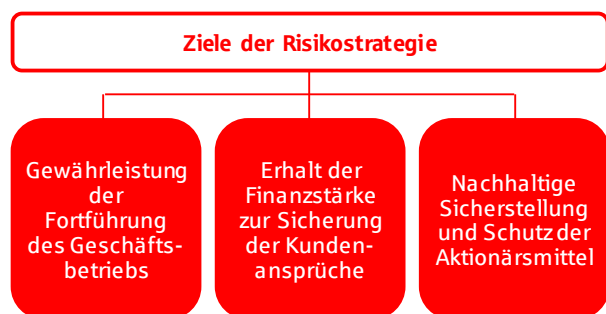 Ziele der Risikostrategie
Gewährleistung
der
Fortführung
des Geschäfts-
betriebs
Erhalt der
Finanzstärke
zur Sicherung
der Kunden-
ansprüche
Nachhaltige
Sicherstellung
und Schutz der
Aktionärsmittel